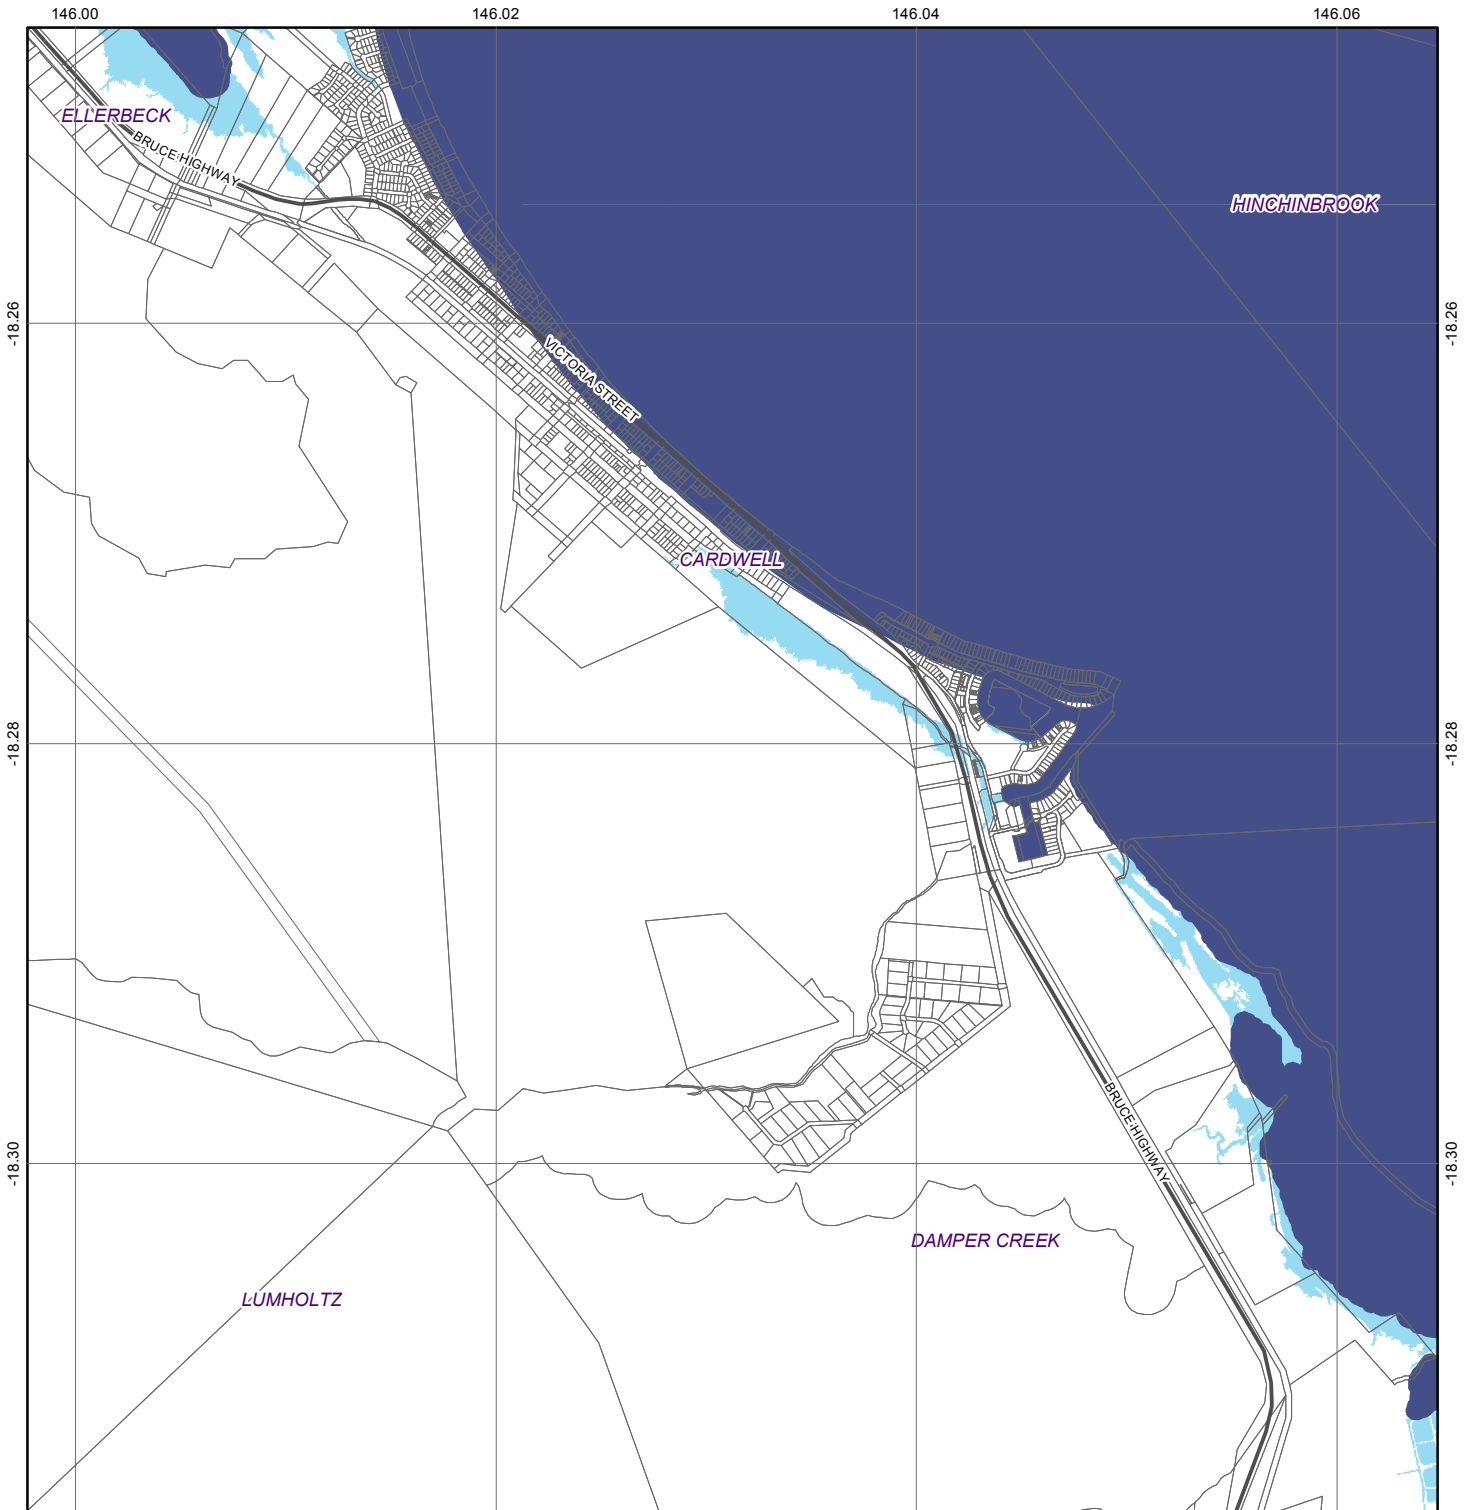 146.00
146.02
146.04
146.06
ELLERBECK
BRUCE HIGHWAY
HINCHINBROOK
-18.26
-18.26
VICTORIA STREET
CARDWELL
-18.28
-18.28
BRUCE HIGHWAY
-18.30
-18.30
DAMPER CREEK
LUMHOLTZ